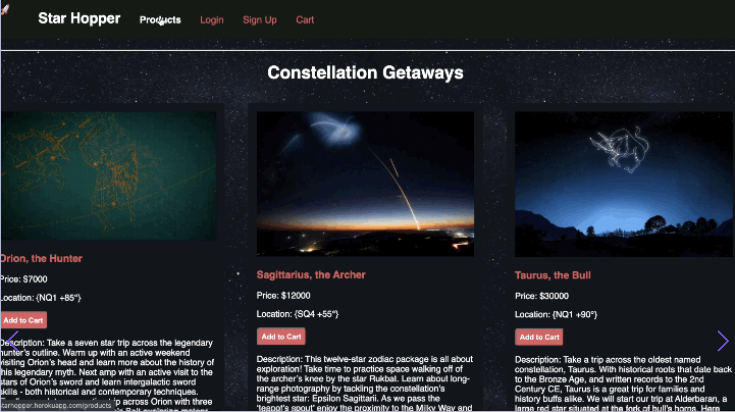 Star Hopper Products Login Sign Up Cart
Constellation Getaways
Orion, the Hunter
Price: $7000
Location: {NQ1 +85°}
Add to Cart
Description: Take a seven star trip across the legendary
hunter's outline. Warm up with an active weekend
visiting Orion's head and learn more about the history of
his legendary myth. Next amp with an active visit to the
stars of Orion's sword and learn intergalactic sword
skills - both historical and contemporary techniques.
up across Orion with three
starhopper.herokuapp.com/products
Sagittarius, the Archer
Price: $12000
Location: {SQ4 +55°}
Add to Cart
Description: This twelve-star zodiac package is all about
exploration! Take time to practice space walking off of
the archer's knee by the star Rukbat. Learn about long-
range photography by tackling the constellation's
brightest star: Epsilon Sagittarii. As we pass the
'teapot's spout' enjoy the proximity to the Milky Way and
Taurus, the Bull
Price: $30000
Location: {NQ1 +90°}
Add to Cart
Description: Take a trip across the oldest named
constellation, Taurus. With historical roots that date back
to the Bronze Age, and written records to the 2nd
Century CE, Taurus is a great trip for families and
history buffs alike. We will start our trip at Alderbaran, a
large red star situated at the fork of bull's horns. Here